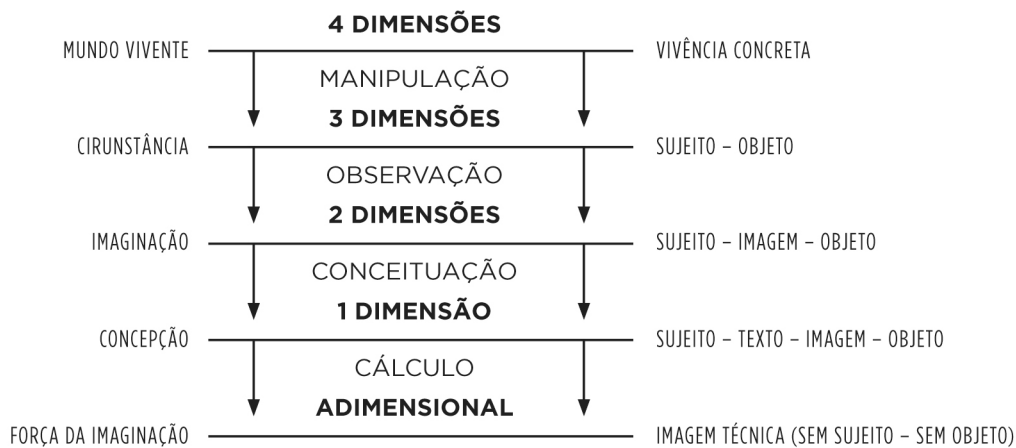 4 DIMENSÕES
MUNDO VIVENTE
VIVÊNCIA CONCRETA
MANIPULAÇÃO
3 DIMENSÕES
CIRUNSTÂNCIA
SUJEITO – OBJETO
OBSERVAÇÃO
2 DIMENSÕES
IMAGINAÇÃO
SUJEITO – IMAGEM – OBJETO
CONCEITUAÇÃO
1 DIMENSÃO
CONCEPÇÃO
SUJEITO – TEXTO – IMAGEM – OBJETO
CÁLCULO
ADIMENSIONAL
FORÇA DA IMAGINAÇÃO
IMAGEM TÉCNICA (SEM SUJEITO – SEM OBJETO)